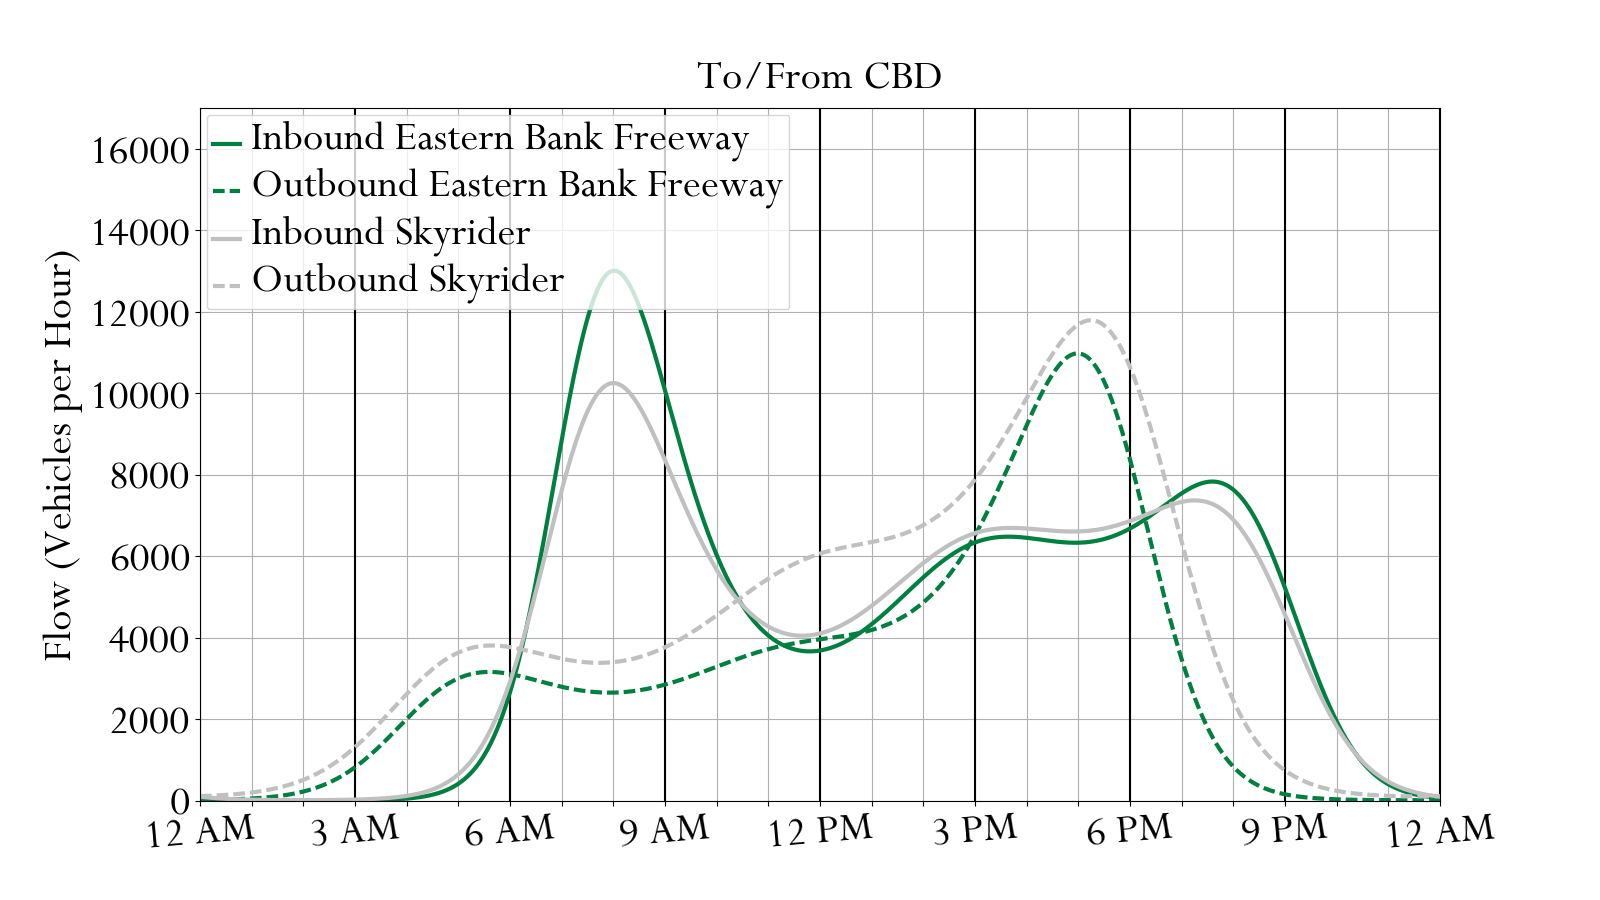 To/From CBD
Inbound Eastern Bank Freeway
Outbound Eastern Bank Freeway
Inbound Skyrider
Outbound Skyrider
Flow (Vehicles per Hour)
16000
14000
12000
10000
8000
6000
4000
2000
0
12 AM 3 AM 6 AM 9 AM 12 PM 3 PM 6 PM 9 PM 12 AM